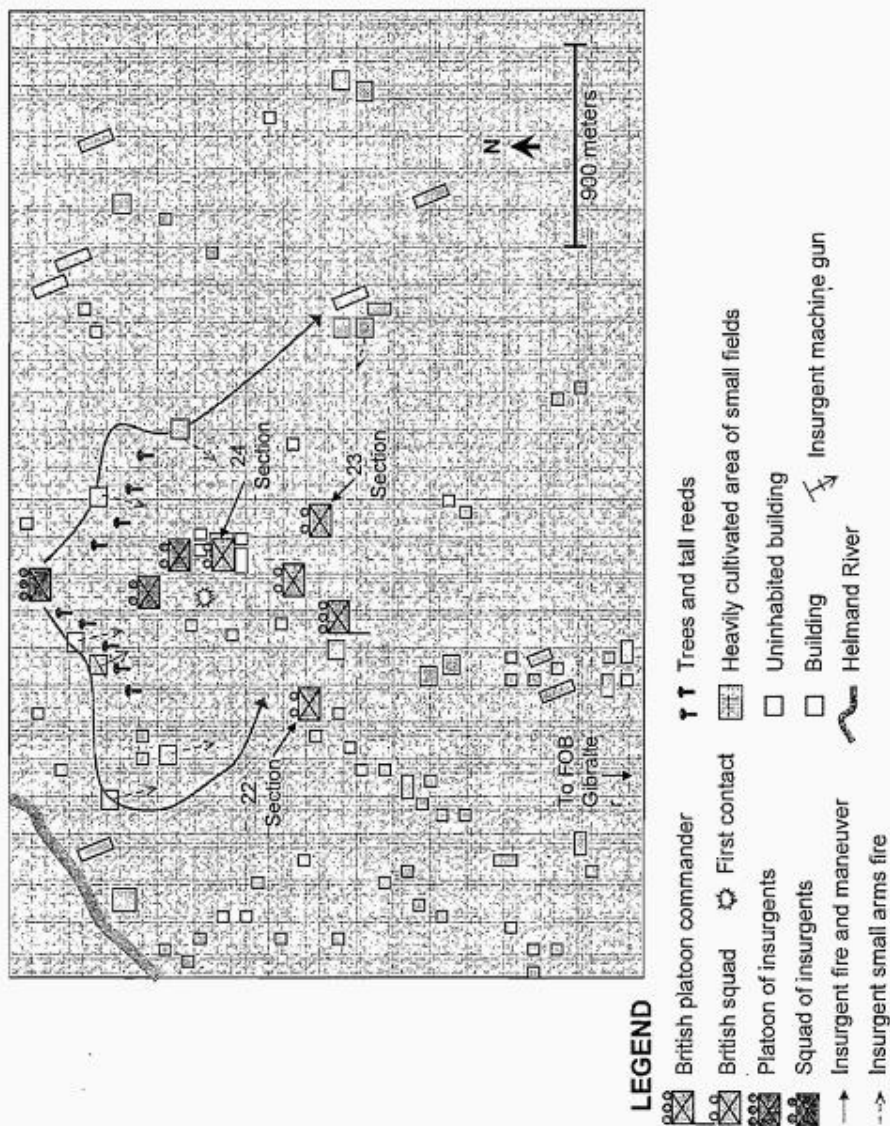 24
Section
23
Section
22
Section
N
900 meters
To FOB
Gibralte
r
LEGEND
British platoon commander
British squad
First contact
Platoon of insurgents
Squad of insurgents
Insurgent fire and maneuver
Insurgent small arms fire
Trees and tall reeds
Heavily cultivated area of small fields
Uninhabited building
Building
Helmand River
Insurgent machine gun